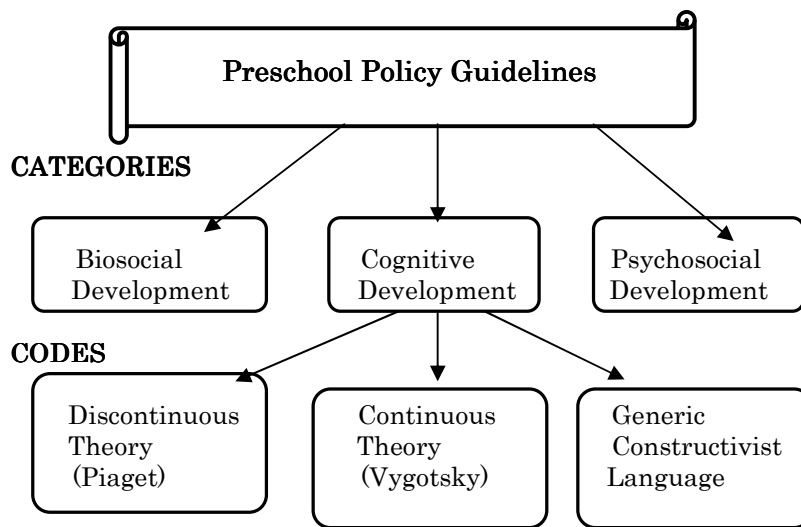 Preschool Policy Guidelines
CATEGORIES
Biosocial
Development
Cognitive
Development
Psychosocial
Development
CODES
Discontinuous
Theory
(Piaget)
Continuous
Theory
(Vygotsky)
Generic
Constructivist
Language